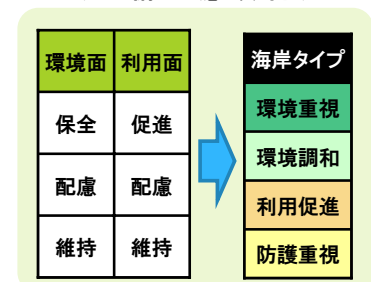 環境面 利用面
保全 促進
配慮 配慮
維持 維持
海岸タイプ
環境重視
環境調和
利用促進
防護重視